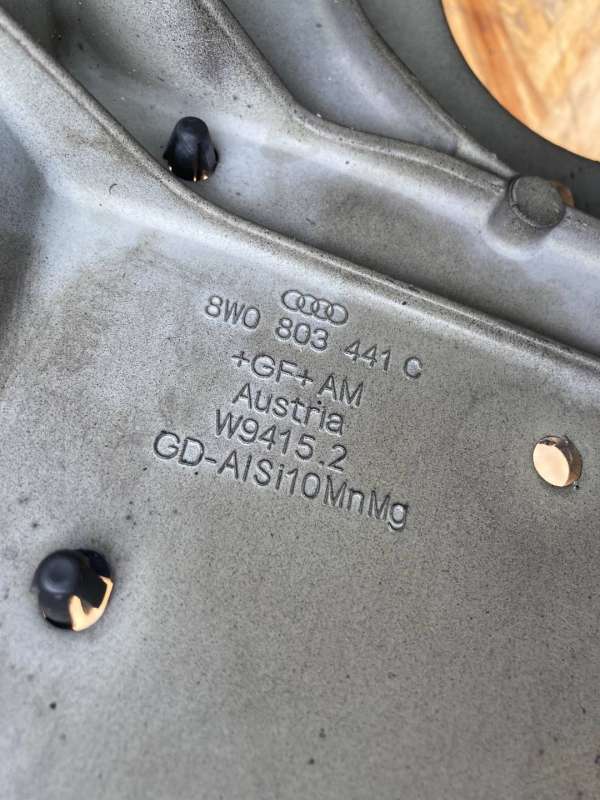 8W0 803 441 C
+GF+ AM
Austria
W9415.2
GD-AlSi10MnMg